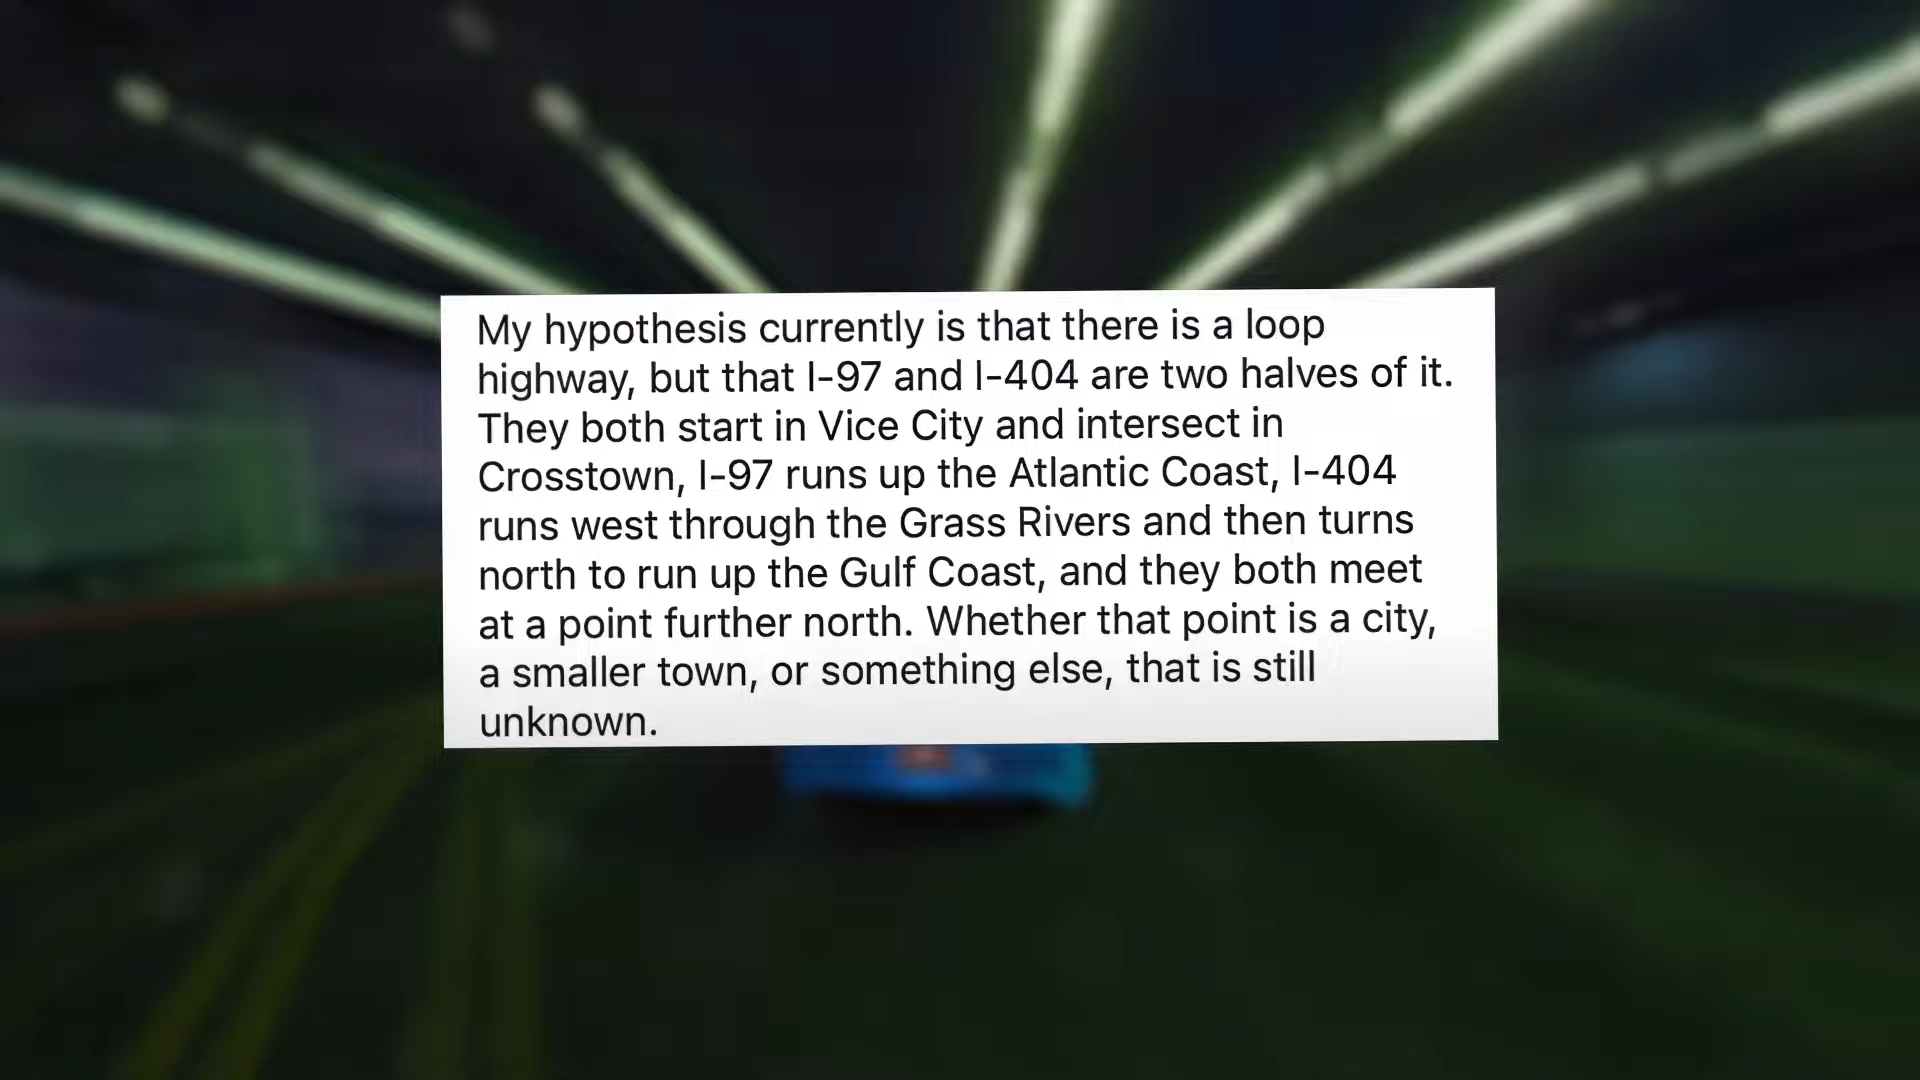 My hypothesis currently is that there is a loop
highway, but that I-97 and I-404 are two halves of it.
They both start in Vice City and intersect in
Crosstown, I-97 runs up the Atlantic Coast, I-404
runs west through the Grass Rivers and then turns
north to run up the Gulf Coast, and they both meet
at a point further north. Whether that point is a city,
a smaller town, or something else, that is still
unknown.